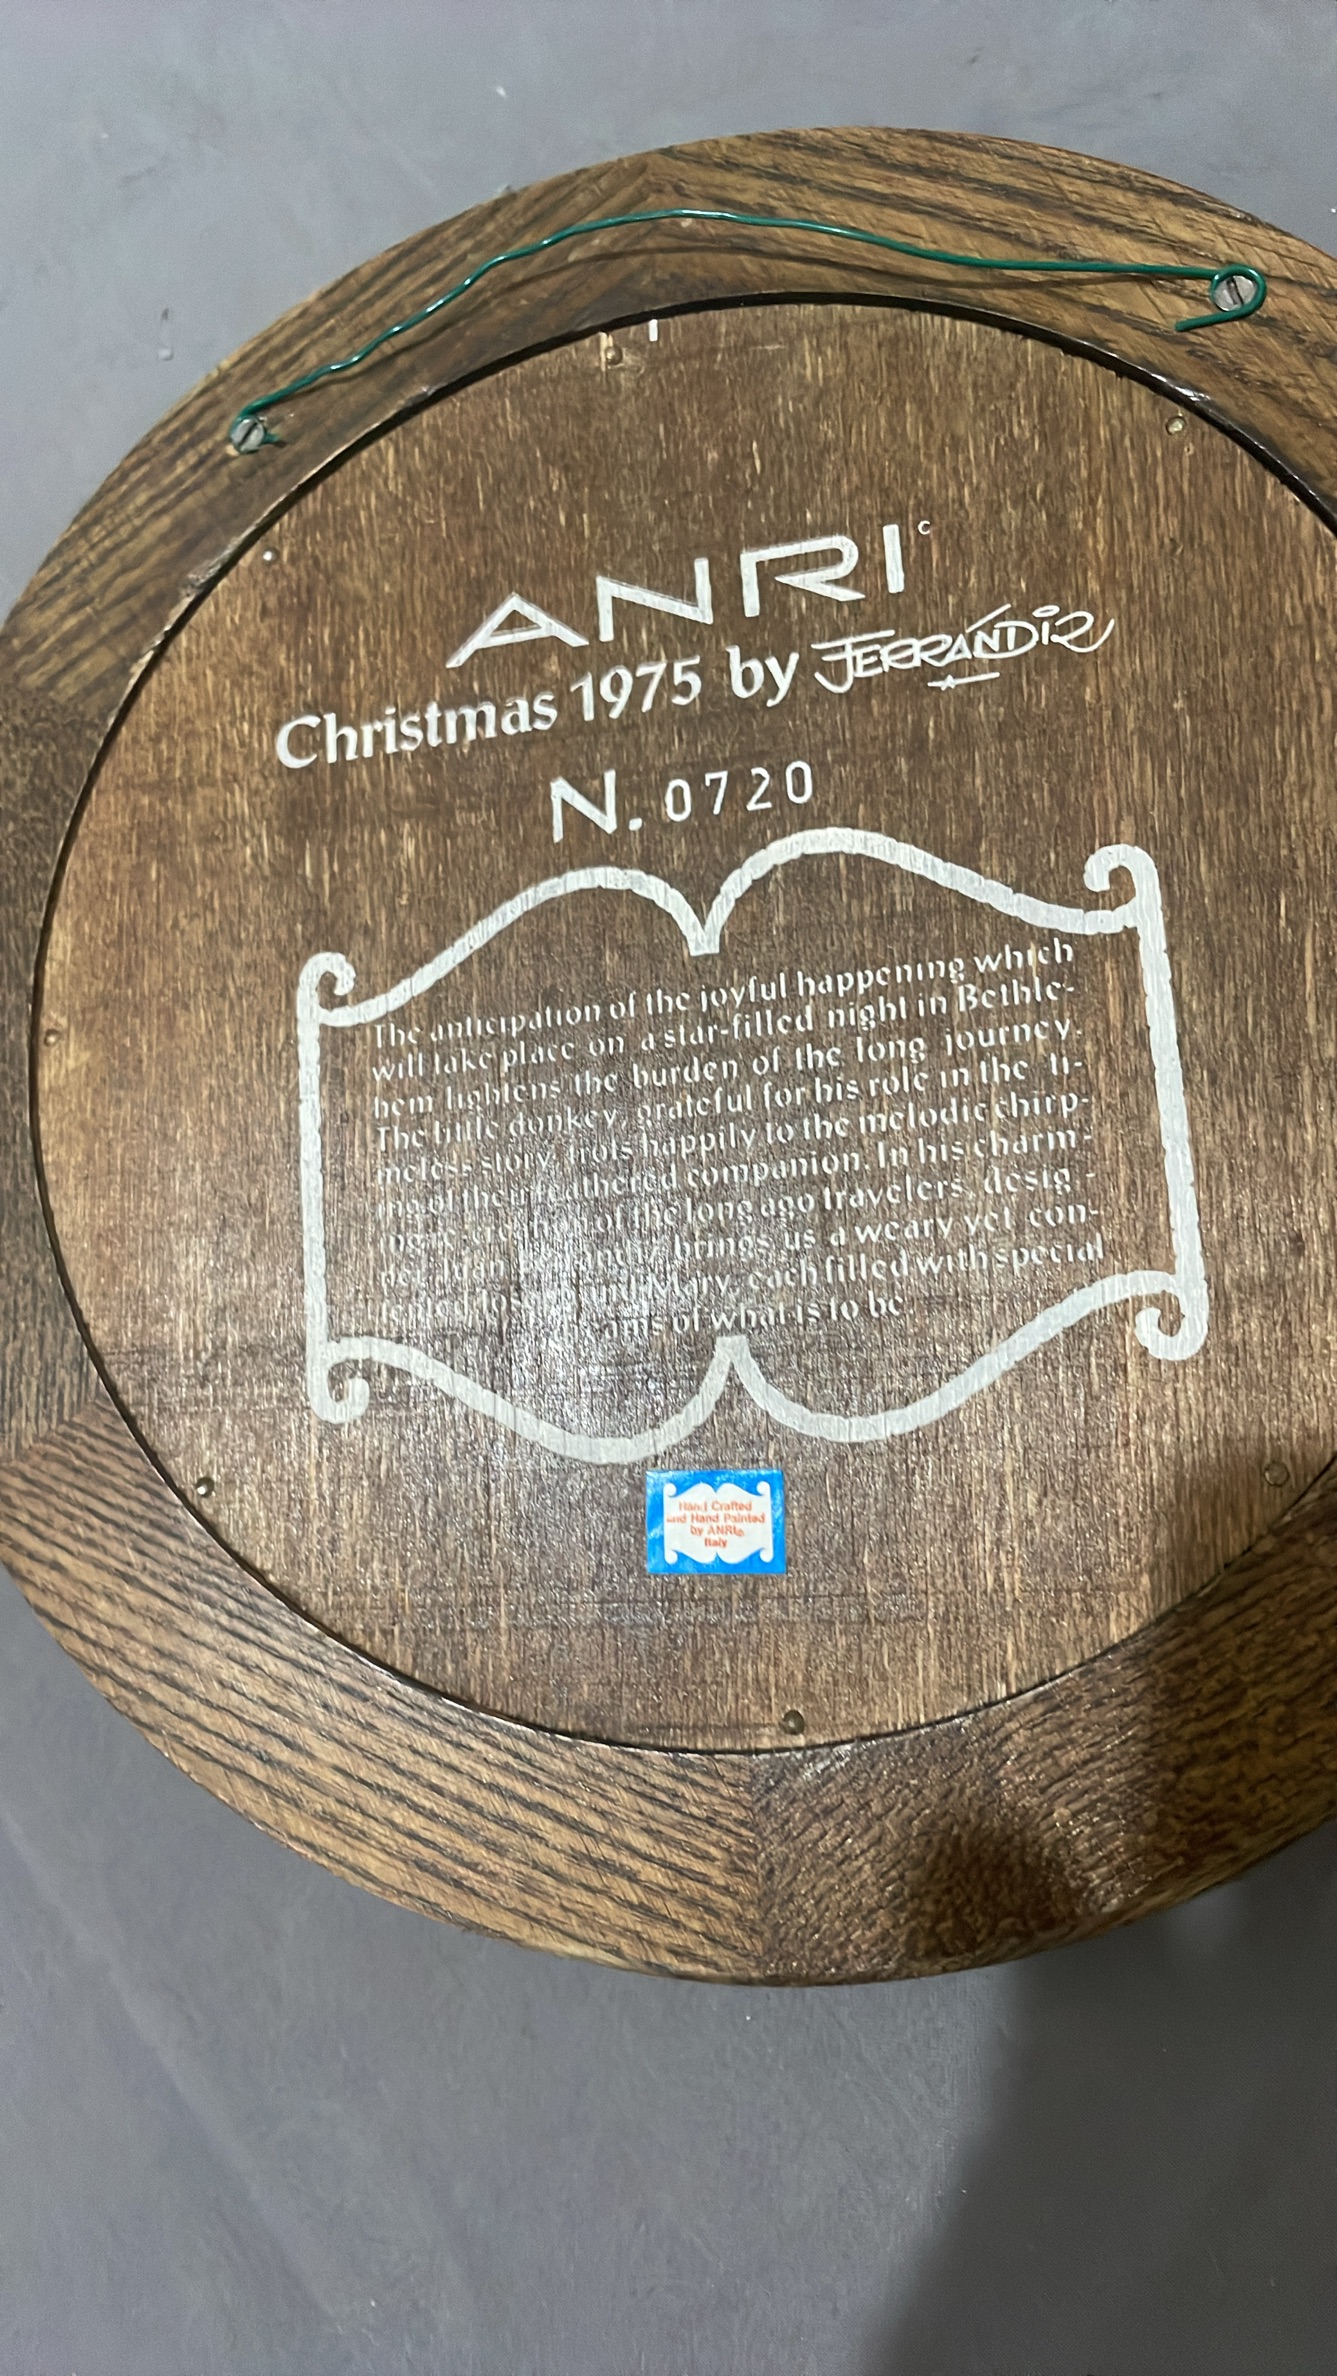 ANRI ©
Christmas 1975 by FERRÁNDIZ
N. 0720
The anticipation of the joyful happening which
will take place on a star-filled night in Bethle-
hem lightens the burden of the long journey.
The little donkey, grateful for his role in the ti-
meless story, trots happily to the melodic chirp-
ing of their feathered companion. In his charm-
ing creation of the long ago travelers, desig-
ner Juan brings us a weary yet con-
tented and Mary, each filled with special
of what is to be.
Hand Crafted
and Hand Painted
by ANRI®
Italy